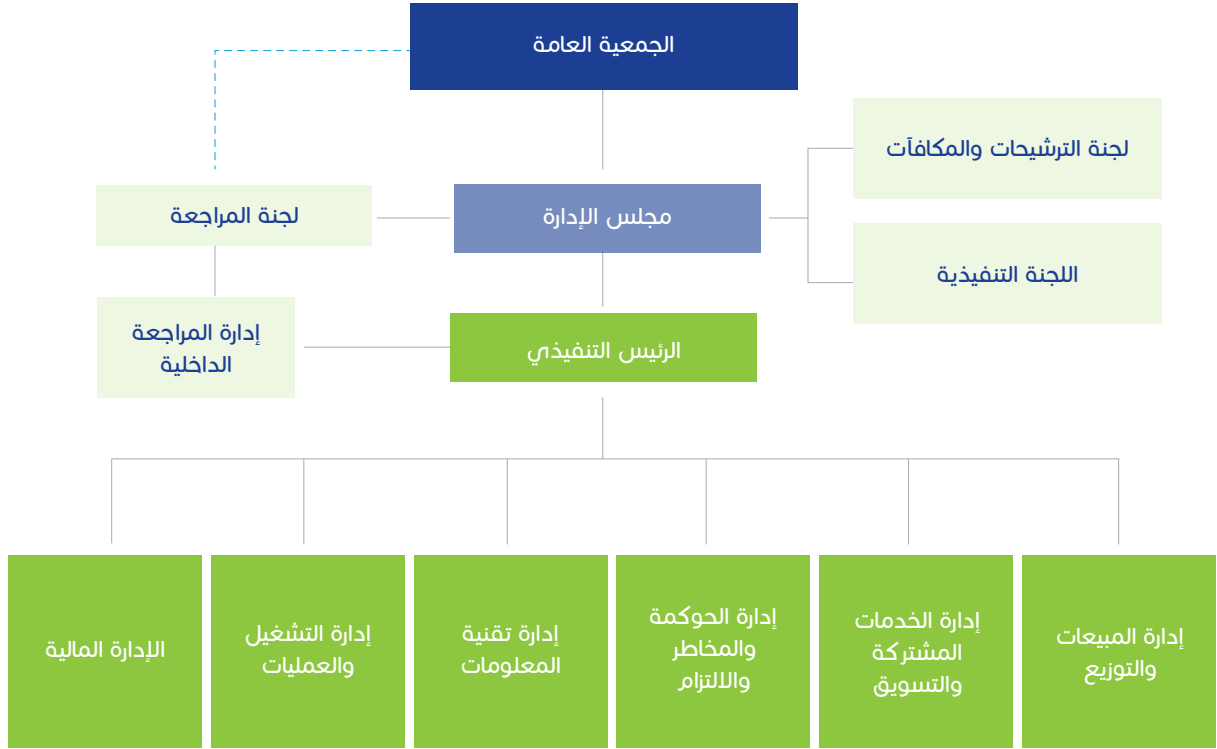 الجمعية العامة
لجنة الترشيحات والمكافآت
لجنة المراجعة
مجلس الإدارة
اللجنة التنفيذية
إدارة المراجعة
الداخلية
الرئيس التنفيذي
إدارة المبيعات
والتوزيع
إدارة الخدمات
المشتركة
والتسويق
إدارة الحوكمة
والمخاطر
والالتزام
إدارة تقنية
المعلومات
إدارة التشغيل
والعمليات
الإدارة المالية